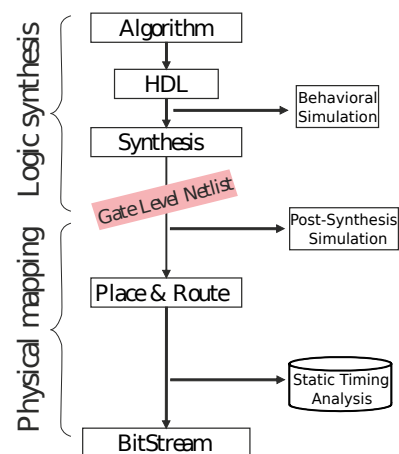 Algorithm
Logic synthesis
HDL
Behavioral
Simulation
Synthesis
Gate Level Netlist
Post-Synthesis
Simulation
Physical mapping
Place & Route
Static Timing
Analysis
BitStream